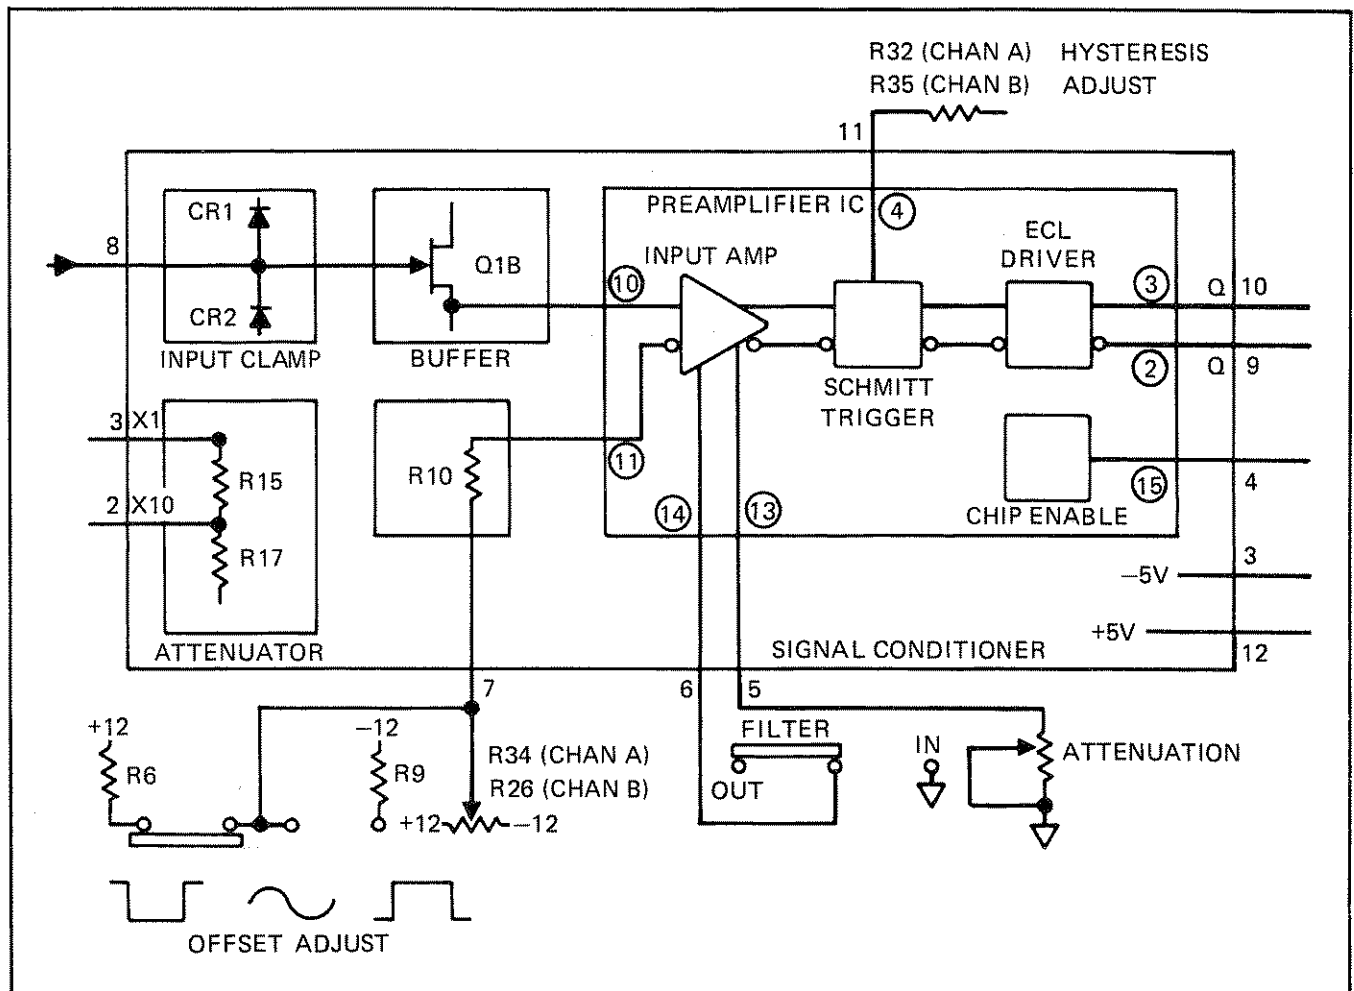 R32 (CHAN A) HYSTERESIS
R35 (CHAN B) ADJUST
11
PREAMPLIFIER IC
4
CR1
8
CR2
INPUT CLAMP
Q1B
BUFFER
INPUT AMP
10
ECL
DRIVER
3
Q 10
2
Q 9
SCHMITT
TRIGGER
3 X1
R15
2 X10
R17
ATTENUATOR
R10
11
14
13
15
4
CHIP ENABLE
3
−5V
+5V
12
SIGNAL CONDITIONER
7
6
5
+12
R6
−12
R9
R34 (CHAN A)
R26 (CHAN B)
+12
−12
FILTER
OUT
IN
ATTENUATION
OFFSET ADJUST